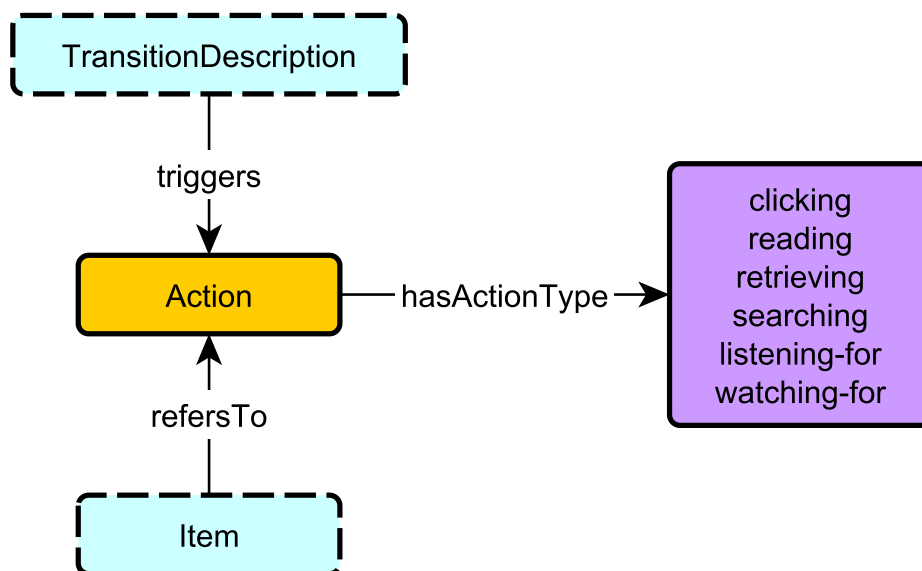 TransitionDescription
triggers
Action
hasActionType
clicking
reading
retrieving
searching
listening-for
watching-for
refersTo
Item